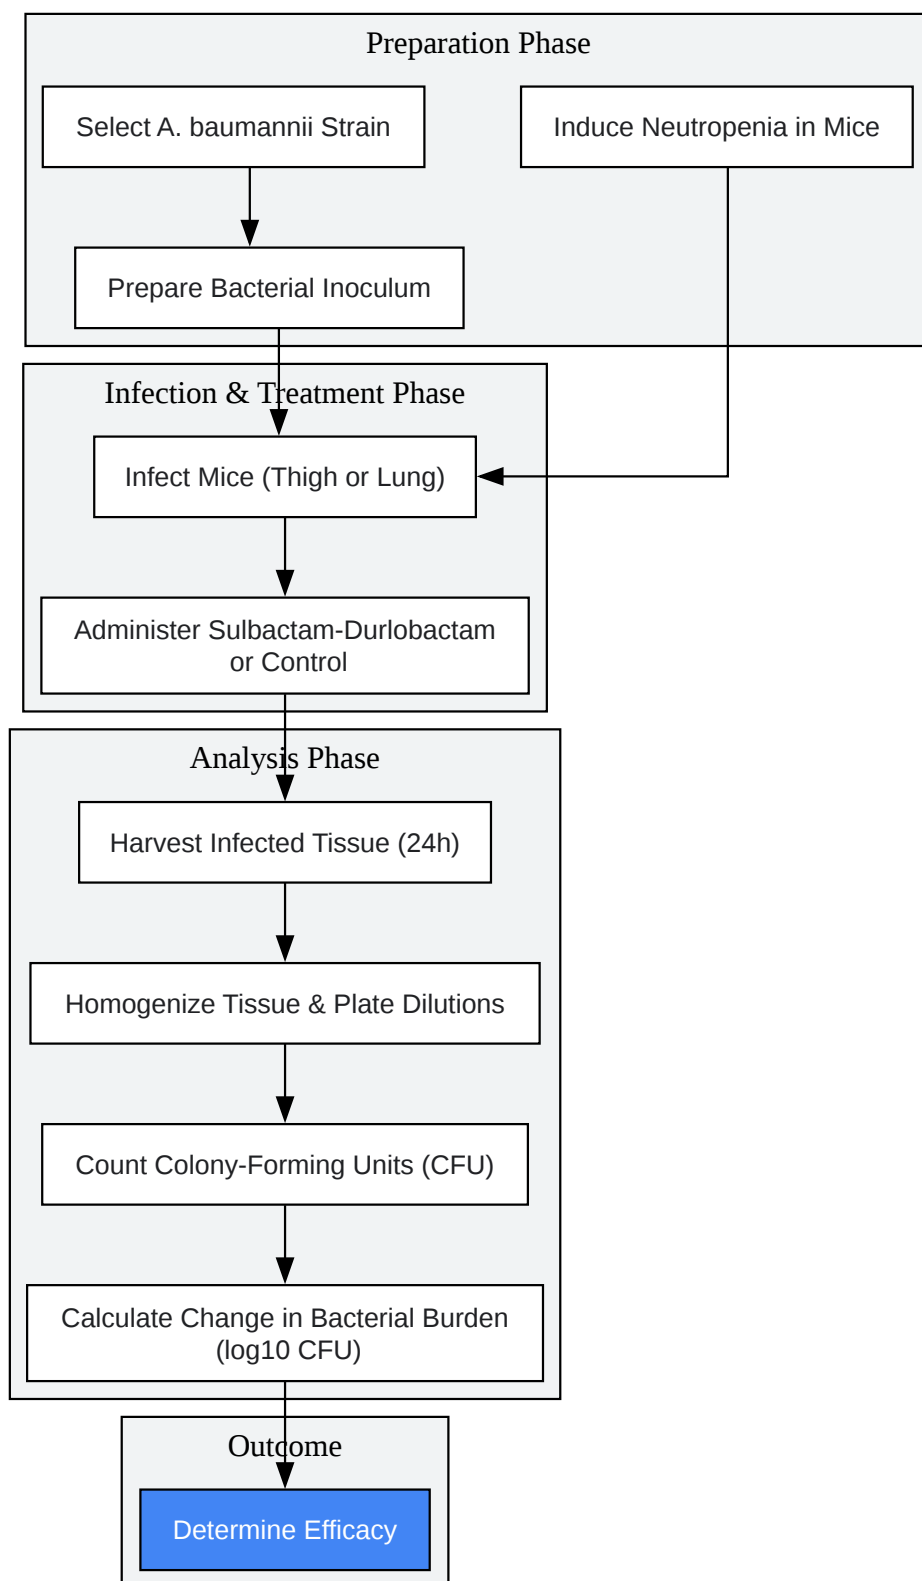 Preparation Phase
Select A. baumannii Strain
Induce Neutropenia in Mice
Prepare Bacterial Inoculum
Infection & Treatment Phase
Infect Mice (Thigh or Lung)
Administer Sulbactam-Durlobactam
or Control
Analysis Phase
Harvest Infected Tissue (24h)
Homogenize Tissue & Plate Dilutions
Count Colony-Forming Units (CFU)
Calculate Change in Bacterial Burden
(log10 CFU)
Outcome
Determine Efficacy